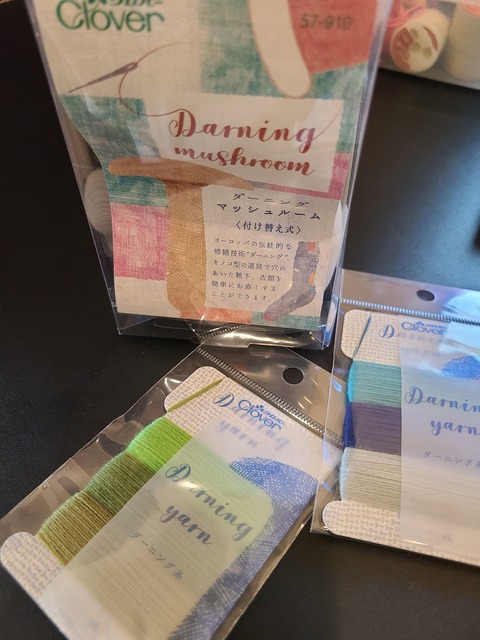 Clover
57-910
Darning
mushroom
ダーニング
マッシュルーム
〈付け替え式〉
ヨーロッパの伝統的な
修繕技術"ダーニング"。
キノコ型の道具で穴の
あいた靴下、衣類を
簡単にお直しする
ことができます。
Clover
Darning
yarn
Darning
yarn
ダーニング糸
Clover
Darning
yarn
ダーニング糸